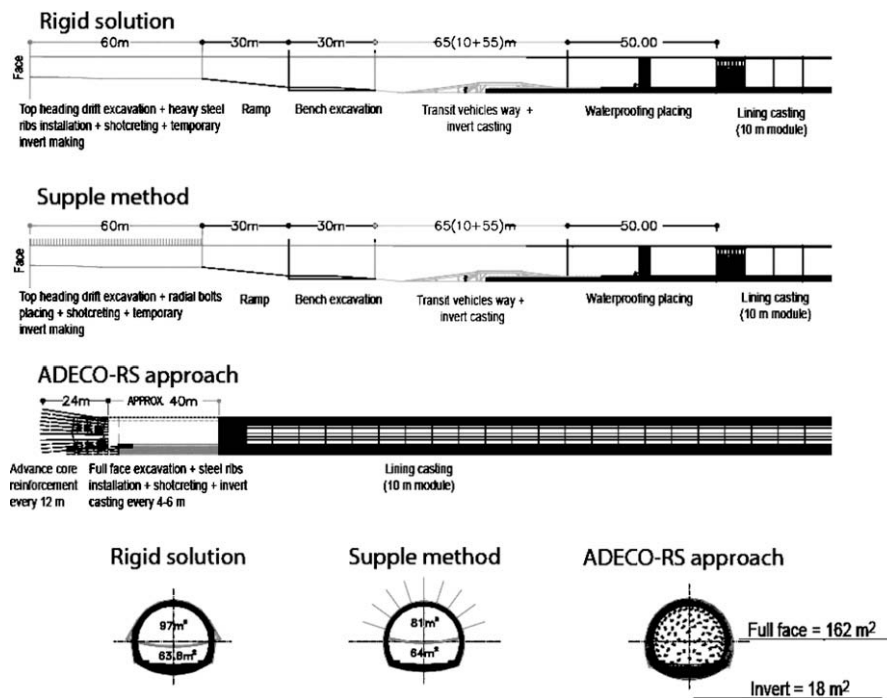 Rigid solution
60m 30m 30m 65(10+55)m 50.00
Face
Top heading drift excavation + heavy steel
ribs installation + shotcreting + temporary
invert making
Ramp
Bench excavation
Transit vehicles way +
invert casting
Waterproofing placing
Lining casting
(10 m module)
Supple method
60m 30m 30m 65(10+55)m 50.00
Face
Top heading drift excavation + radial bolts
placing + shotcreting + temporary
invert making
Ramp
Bench excavation
Transit vehicles way +
invert casting
Waterproofing placing
Lining casting
(10 m module)
ADECO-RS approach
24m APPROX. 40m
Advance core
reinforcement
every 12 m
Full face excavation + steel ribs
installation + shotcreting + invert
casting every 4-6 m
Lining casting
(10 m module)
Rigid solution
97m²
63.8m²
Supple method
81m²
64m²
ADECO-RS approach
Full face = 162 m²
Invert = 18 m²